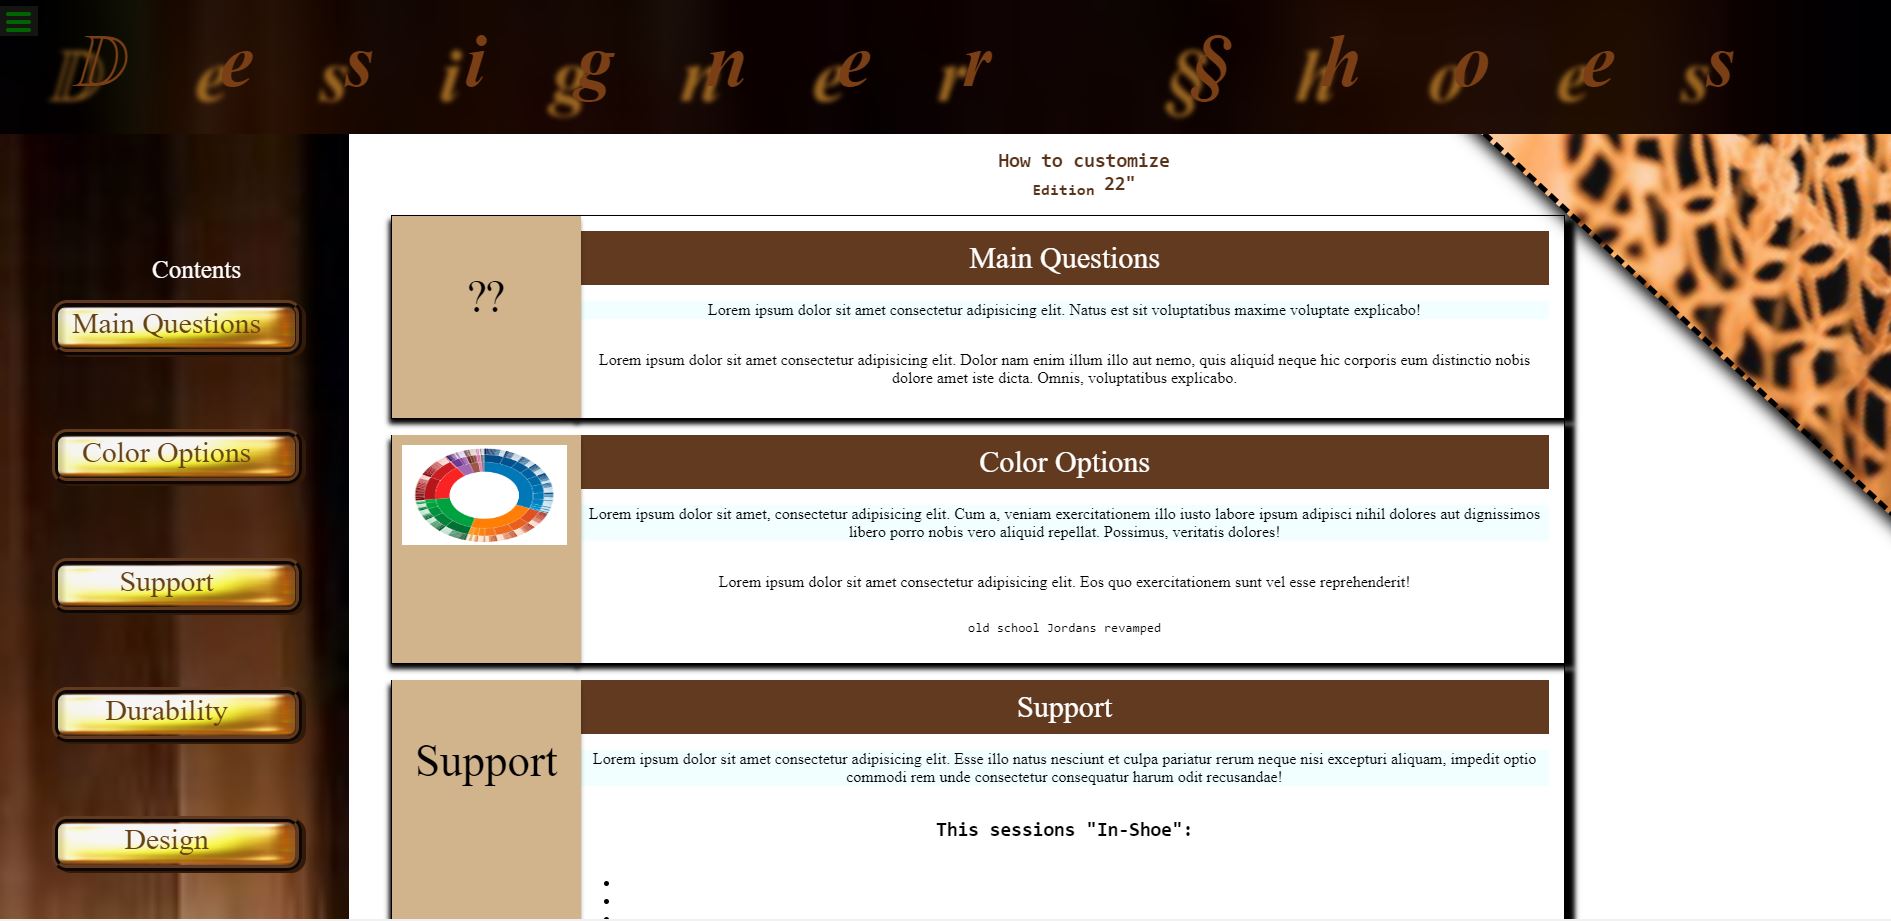 Designer §hoes
How to customize
Edition 22"
Contents
Main Questions
Color Options
Support
Durability
Design
??
Main Questions
Lorem ipsum dolor sit amet consectetur adipisicing elit. Natus est sit voluptatibus maxime voluptate explicabo!
Lorem ipsum dolor sit amet consectetur adipisicing elit. Dolor nam enim illum illo aut nemo, quis aliquid neque hic corporis eum distinctio nobis
dolore amet iste dicta. Omnis, voluptatibus explicabo.
Color Options
Lorem ipsum dolor sit amet, consectetur adipisicing elit. Cum a, veniam exercitationem illo iusto labore ipsum adipisci nihil dolores aut dignissimos
libero porro nobis vero aliquid repellat. Possimus, veritatis dolores!
Lorem ipsum dolor sit amet consectetur adipisicing elit. Eos quo exercitationem sunt vel esse reprehenderit!
old school Jordans revamped
Support
Support
Lorem ipsum dolor sit amet consectetur adipisicing elit. Esse illo natus nesciunt et culpa pariatur rerum neque nisi excepturi aliquam, impedit optio
commodi rem unde consectetur consequatur harum odit recusandae!
This sessions "In-Shoe":